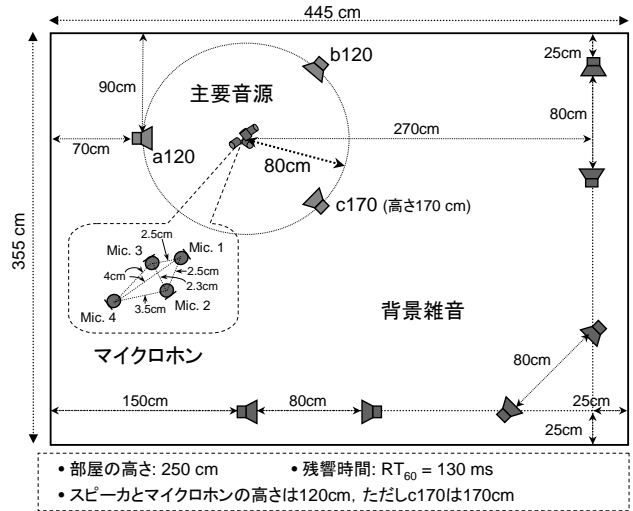 445 cm
b120
25cm
90cm
主要音源
80cm
70cm
270cm
a120
80cm
c170 (高さ170 cm)
355 cm
2.5cm
Mic. 1
Mic. 3
2.5cm
4cm
2.3cm
Mic. 2
Mic. 4
3.5cm
背景雑音
マイクロホン
80cm
150cm
80cm
25cm
25cm
• 部屋の高さ: 250 cm • 残響時間: RT60 = 130 ms
• スピーカとマイクロホンの高さは120cm, ただしc170は170cm